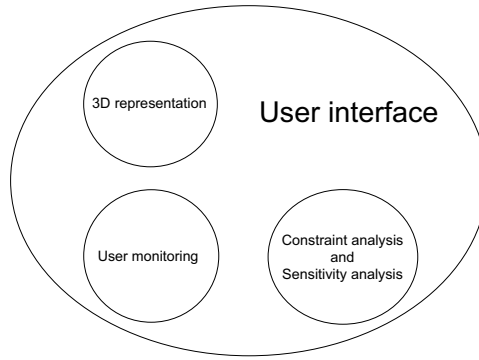 3D representation
User interface
User monitoring
Constraint analysis
and
Sensitivity analysis